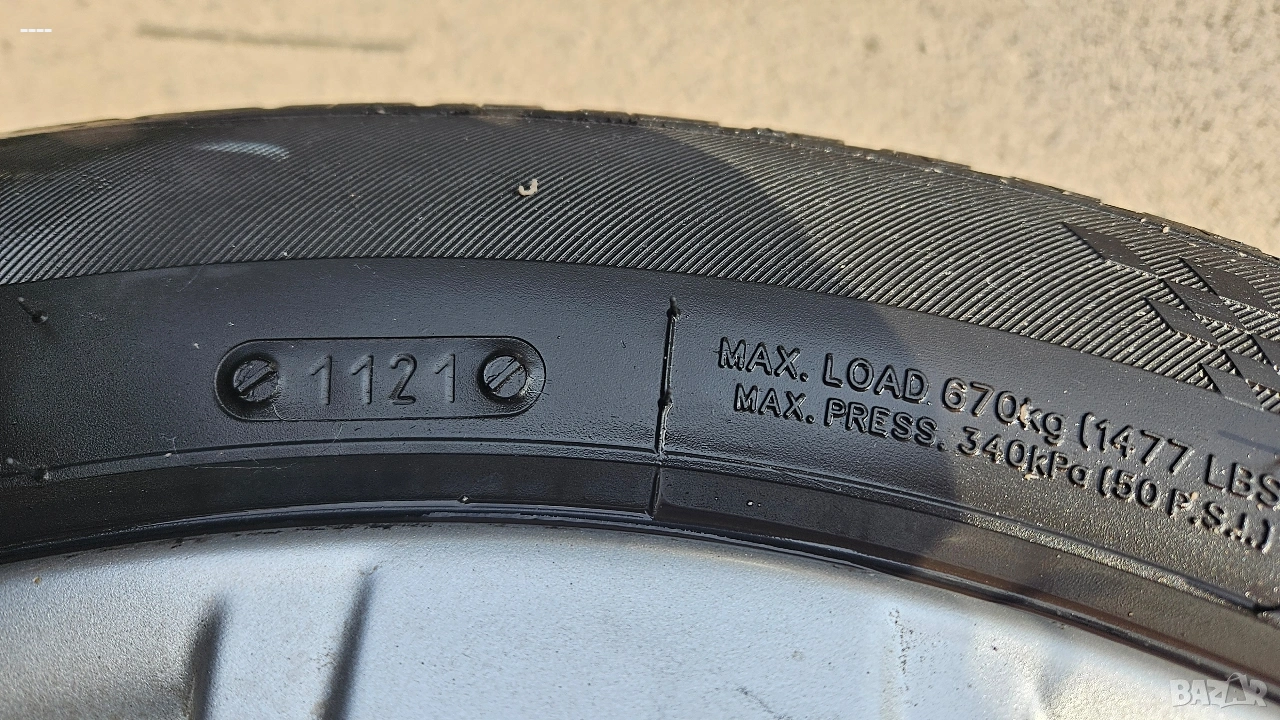 ----
1121
MAX. LOAD 670kg (1477 LBS
MAX. PRESS. 340kPa (50 P.S.I.)
BAZAR